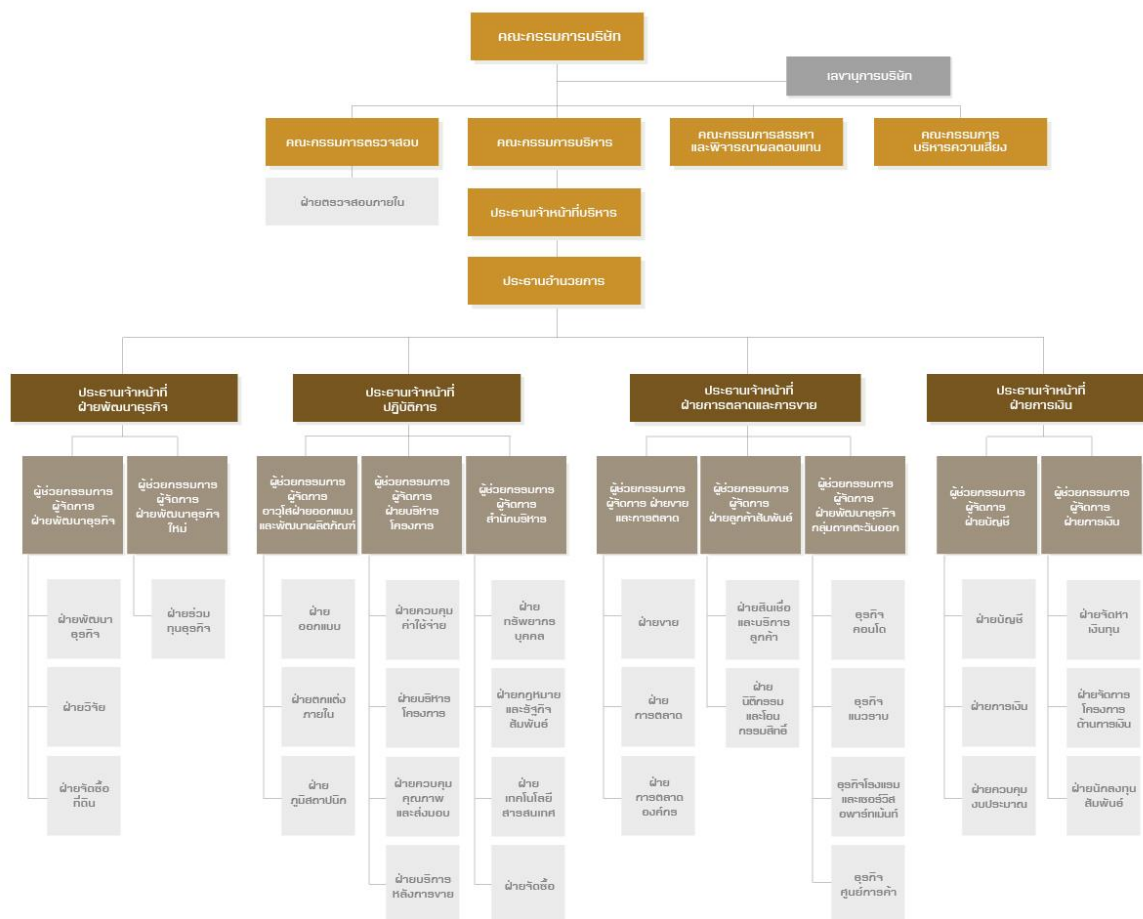 คณะกรรมการบริษัท
เลขานุการบริษัท
คณะกรรมการตรวจสอบ
คณะกรรมการบริหาร
คณะกรรมการสรรหา
และพิจารณาผลตอบแทน
คณะกรรมการ
บริหารความเสี่ยง
ฝ่ายตรวจสอบภายใน
ประธานเจ้าหน้าที่บริหาร
ประธานอำนวยการ
ประธานเจ้าหน้าที่
ฝ่ายพัฒนาธุรกิจ
ประธานเจ้าหน้าที่
ปฏิบัติการ
ประธานเจ้าหน้าที่
ฝ่ายการตลาดและการขาย
ประธานเจ้าหน้าที่
ฝ่ายการเงิน
ผู้ช่วยกรรมการ
ผู้จัดการ
ฝ่ายพัฒนาธุรกิจ
ผู้ช่วยกรรมการ
ผู้จัดการ
ฝ่ายพัฒนาธุรกิจ
ใหม่
ผู้ช่วยกรรมการ
ผู้จัดการ
อาวุโสฝ่ายออกแบบ
และพัฒนาผลิตภัณฑ์
ผู้ช่วยกรรมการ
ผู้จัดการ
ฝ่ายบริหาร
โครงการ
ผู้ช่วยกรรมการ
ผู้จัดการ
สำนักบริหาร
ผู้ช่วยกรรมการ
ผู้จัดการ ฝ่ายขาย
และการตลาด
ผู้ช่วยกรรมการ
ผู้จัดการ
ฝ่ายลูกค้าสัมพันธ์
ผู้ช่วยกรรมการ
ผู้จัดการ
ฝ่ายพัฒนาธุรกิจ
กลุ่มภาคตะวันออก
ผู้ช่วยกรรมการ
ผู้จัดการ
ฝ่ายบัญชี
ผู้ช่วยกรรมการ
ผู้จัดการ
ฝ่ายการเงิน
ฝ่ายพัฒนา
ธุรกิจ
ฝ่ายร่วม
ทุนธุรกิจ
ฝ่าย
ออกแบบ
ฝ่ายควบคุม
ค่าใช้จ่าย
ฝ่าย
ทรัพยากร
บุคคล
ฝ่ายขาย
ฝ่ายสินเชื่อ
และบริการ
ลูกค้า
ธุรกิจ
คอนโด
ฝ่ายบัญชี
ฝ่ายจัดหา
เงินทุน
ฝ่ายวิจัย
ฝ่ายตกแต่ง
ภายใน
ฝ่ายบริหาร
โครงการ
ฝ่ายกฎหมาย
และรัฐกิจ
สัมพันธ์
ฝ่าย
การตลาด
ฝ่าย
นิติกรรม
และโอน
กรรมสิทธิ์
ธุรกิจ
แนวราบ
ฝ่ายการเงิน
ฝ่ายจัดการ
โครงการ
ด้านการเงิน
ฝ่ายจัดซื้อ
ที่ดิน
ฝ่าย
ภูมิสถาปนิก
ฝ่ายควบคุม
คุณภาพ
และส่งมอบ
ฝ่าย
เทคโนโลยี
สารสนเทศ
ฝ่าย
การตลาด
องค์กร
ธุรกิจโรงแรม
และเซอร์วิส
อพาร์ทเม้นท์
ฝ่ายควบคุม
งบประมาณ
ฝ่ายนักลงทุน
สัมพันธ์
ฝ่ายบริการ
หลังการขาย
ฝ่ายจัดซื้อ
ธุรกิจ
ศูนย์การค้า